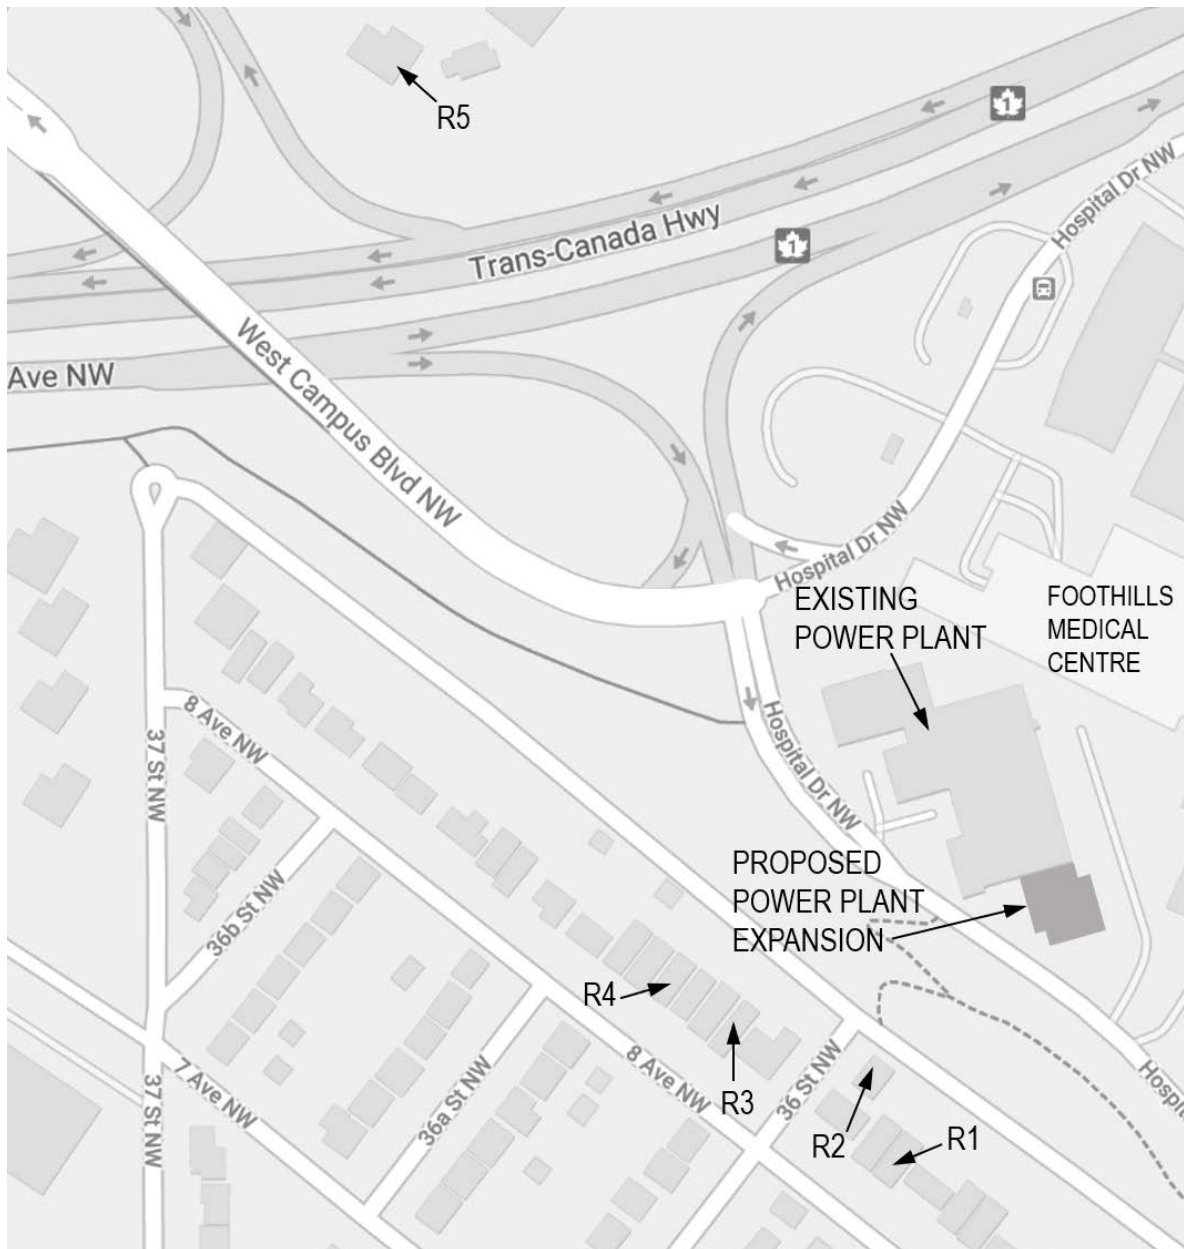 R5
1
Hospital Dr NW
Trans-Canada Hwy
1
West Campus Blvd NW
Ave NW
Hospital Dr NW
EXISTING
POWER PLANT
FOOTHILLS
MEDICAL
CENTRE
8 Ave NW
37 St NW
Hospital Dr NW
PROPOSED
POWER PLANT
EXPANSION
36b St NW
R4
7 Ave NW
37 St NW
36a St NW
8 Ave NW
R3
36 St NW
R2
R1
Hospit